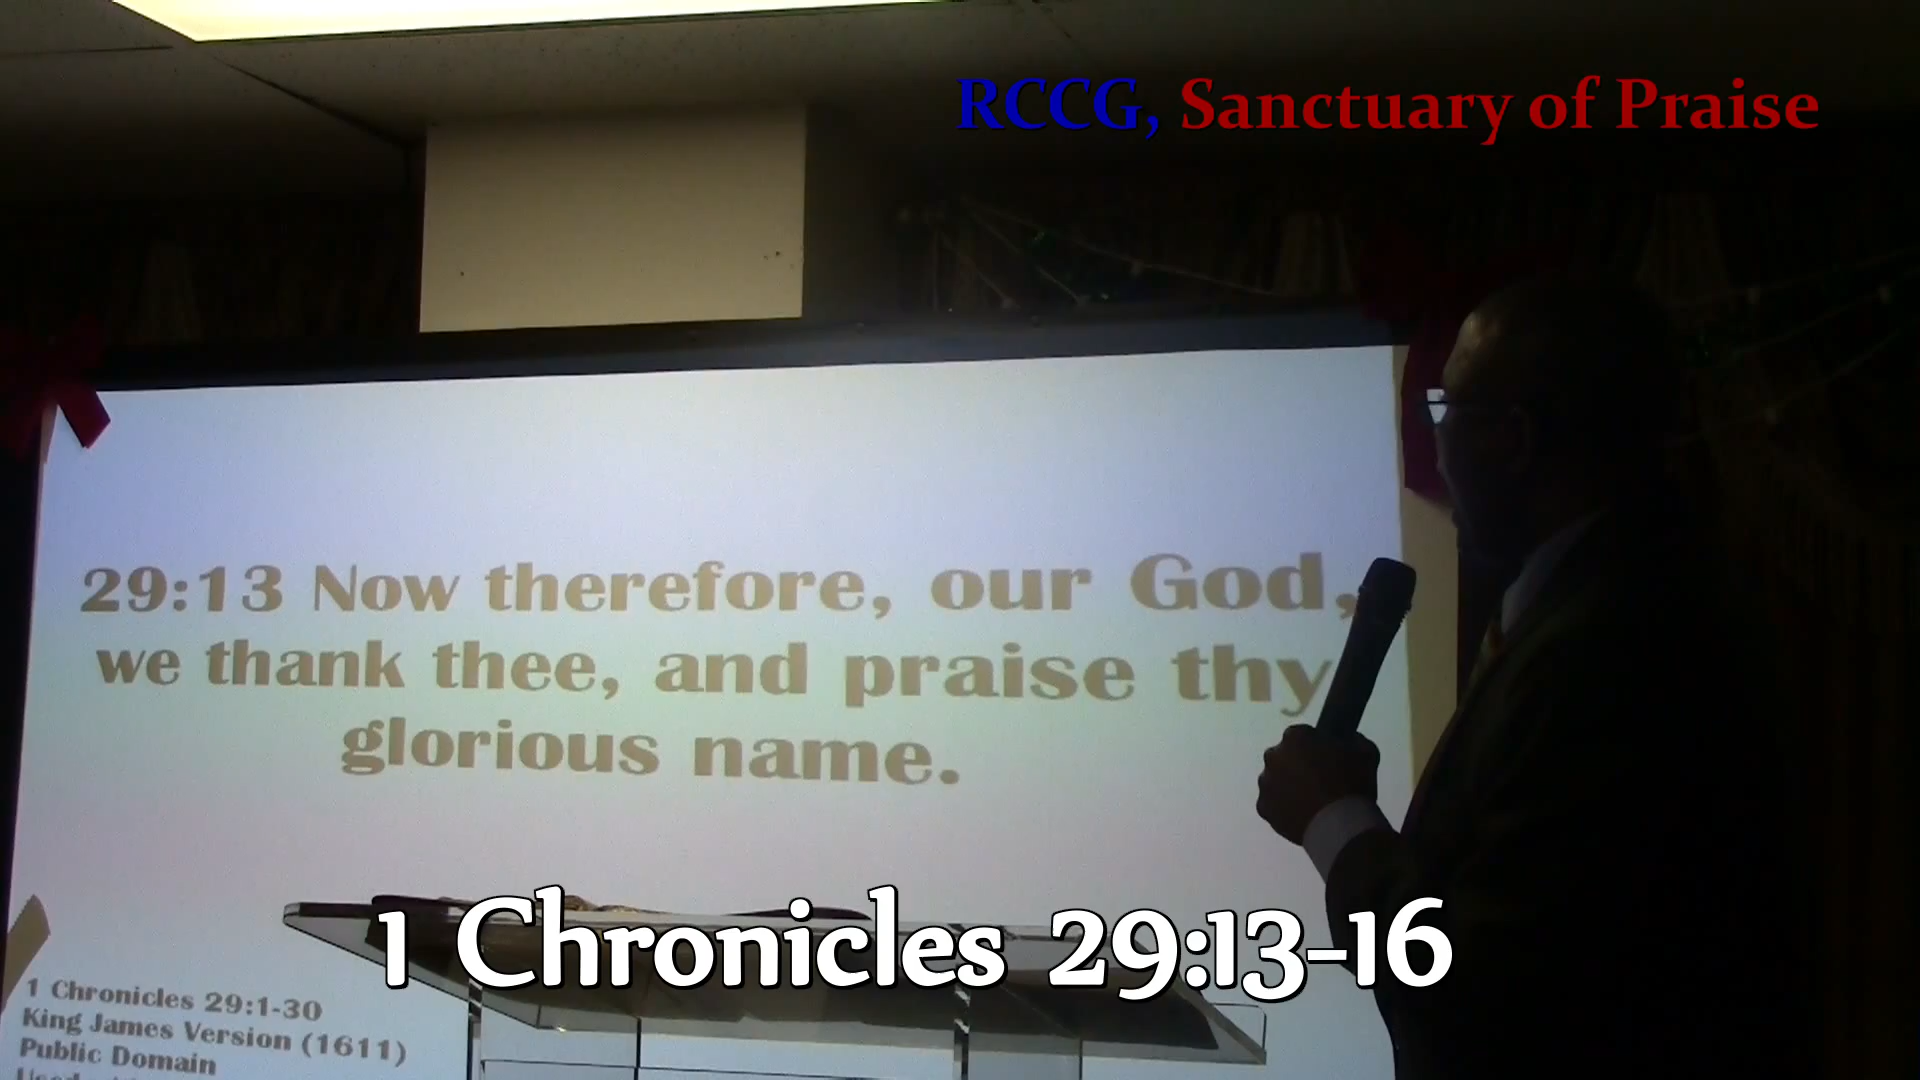 RCCG, Sanctuary of Praise
29:13 Now therefore, our God,
we thank thee, and praise thy
glorious name.
1 Chronicles 29:13-16
1 Chronicles 29:1-30
King James Version (1611)
Public Domain